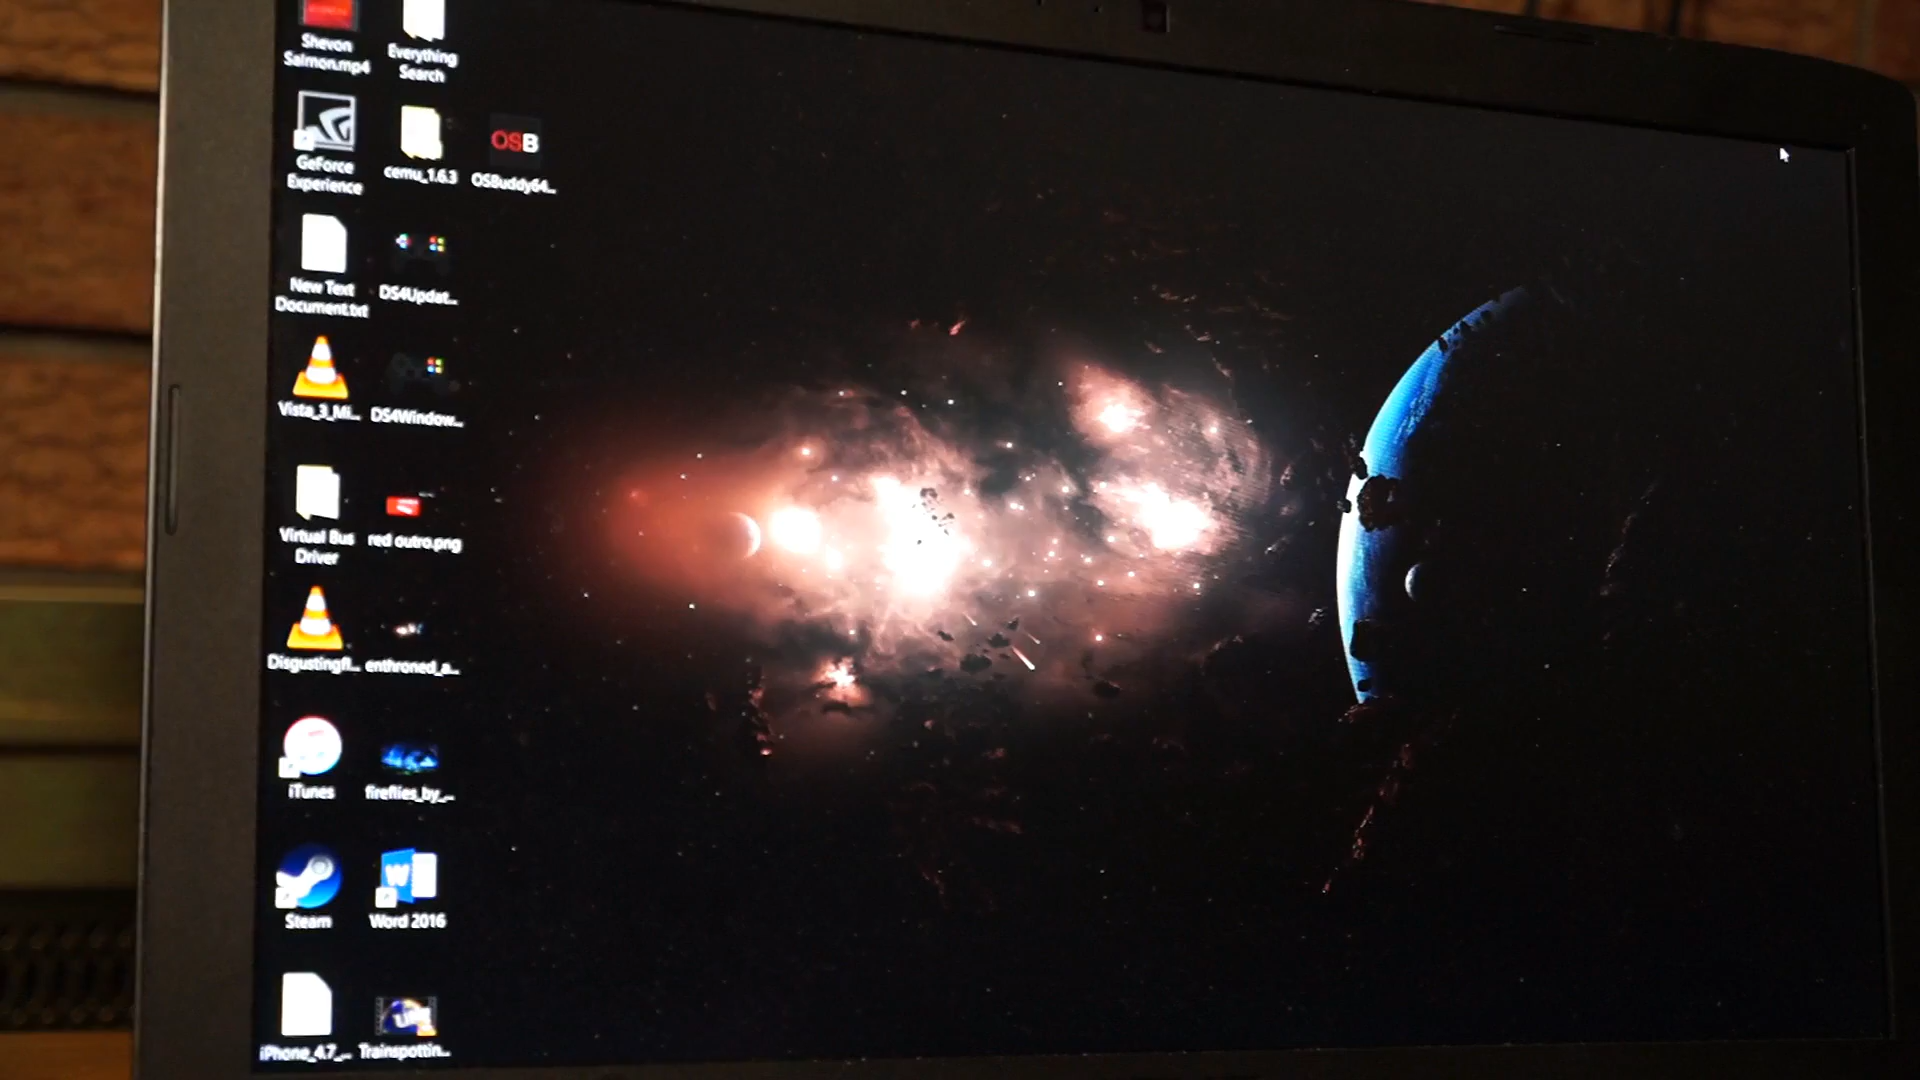 Shevon
Salmon.mp4
Everything
Search
GeForce
Experience
cemu_1.6.3
OSB
OSBuddy64...
New Text
Document.txt
DS4Updat...
Vista_3_Mi...
DS4Window...
Virtual Bus
Driver
red outro.png
Disgustingfl...
enthroned_a...
iTunes
fireflies_by_...
Steam
W
Word 2016
iPhone_4.7_...
Trainspottin...